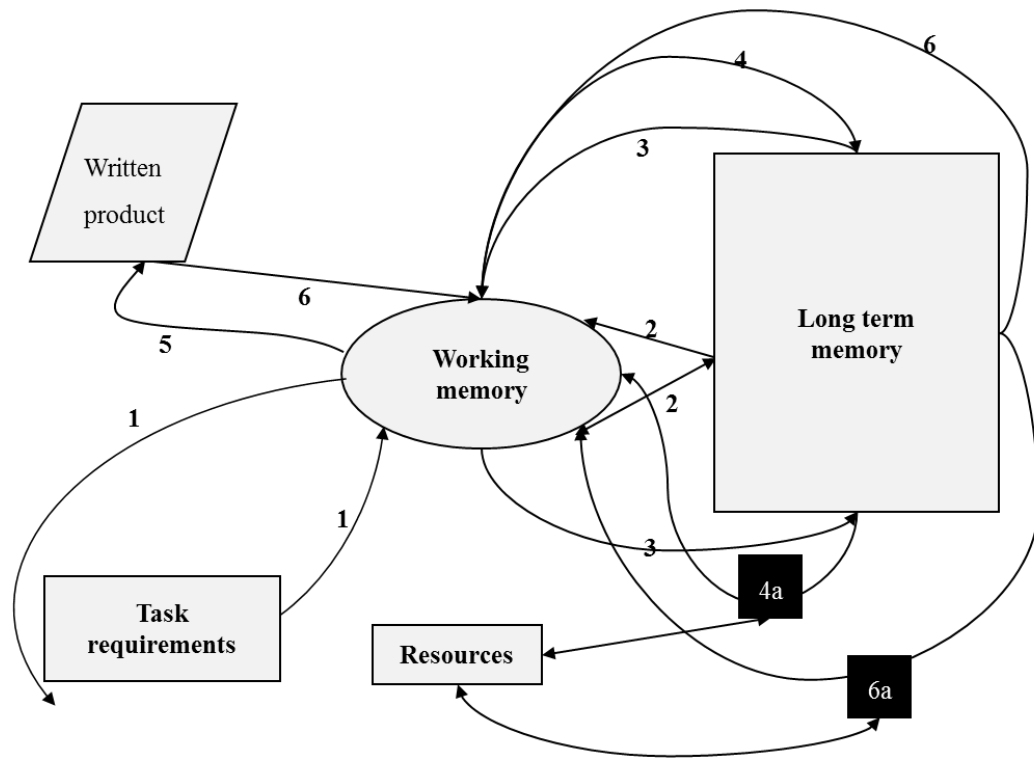 6
4
3
Written
product
6
5
2
Long term
memory
Working
memory
2
1
1
3
Task
requirements
4a
Resources
6a